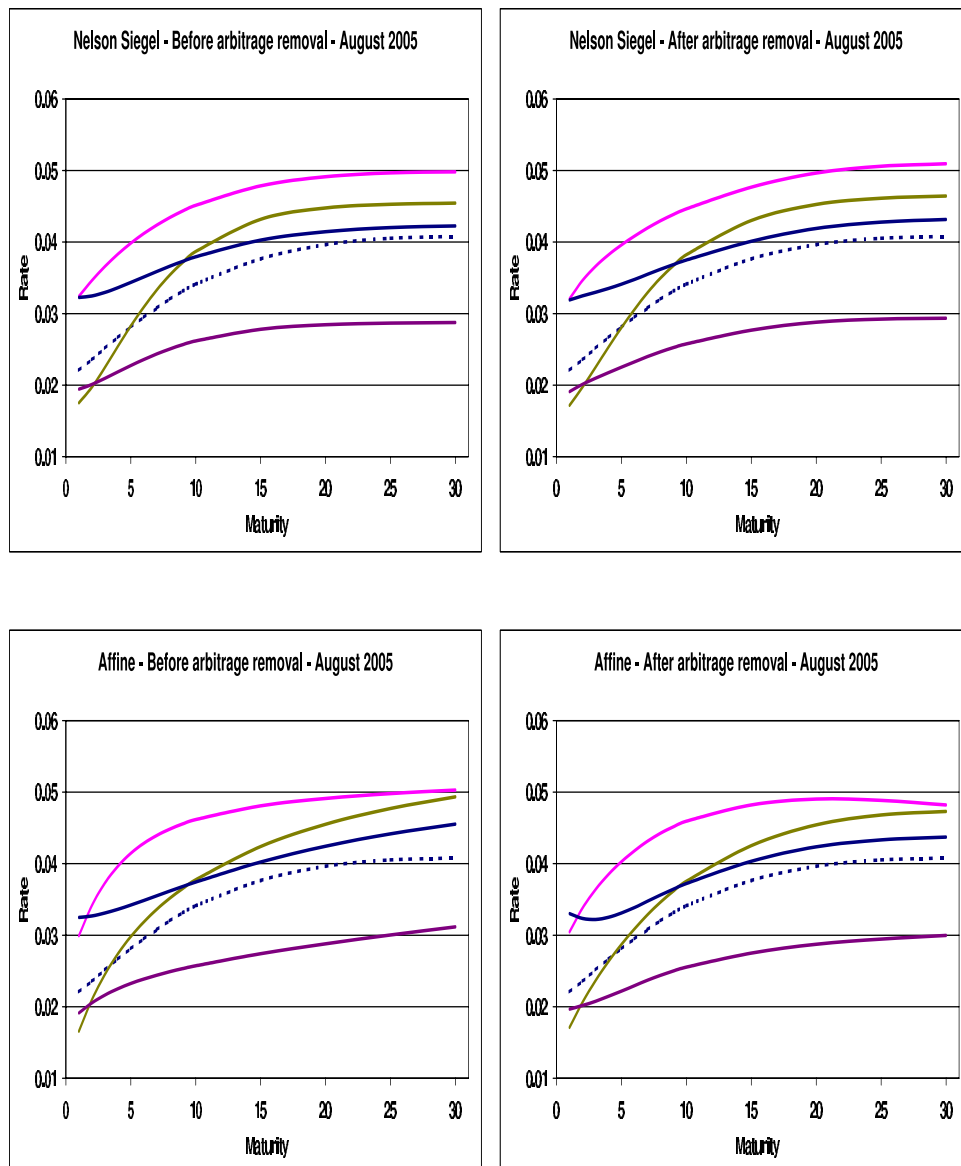 Nelson Siegel - Before arbitrage removal - August 2005
0.06
0.05
0.04
0.03
0.02
0.01
Rate
0 5 10 15 20 25 30
Maturity
Nelson Siegel - After arbitrage removal - August 2005
0.06
0.05
0.04
0.03
0.02
0.01
Rate
0 5 10 15 20 25 30
Maturity
Affine - Before arbitrage removal - August 2005
0.06
0.05
0.04
0.03
0.02
0.01
Rate
0 5 10 15 20 25 30
Maturity
Affine - After arbitrage removal - August 2005
0.06
0.05
0.04
0.03
0.02
0.01
Rate
0 5 10 15 20 25 30
Maturity